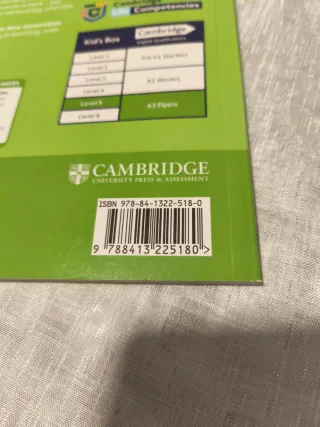 Competencies
New Generation
Kid's Box
Cambridge
English Qualifications
Level 1
Pre A1 Starters
Level 2
Level 3
A1 Movers
Level 4
Level 5
A2 Flyers
Level 6
CAMBRIDGE
UNIVERSITY PRESS & ASSESSMENT
ISBN 978-84-1322-518-0
9 788413 225180 >